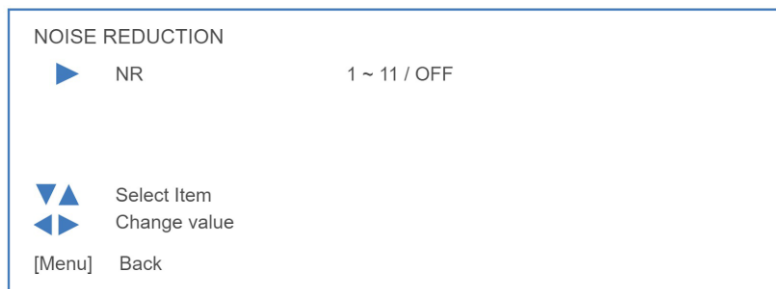 NOISE REDUCTION
▶ NR 1 ~ 11 / OFF
▼▲ Select Item
◀▶ Change value
[Menu] Back